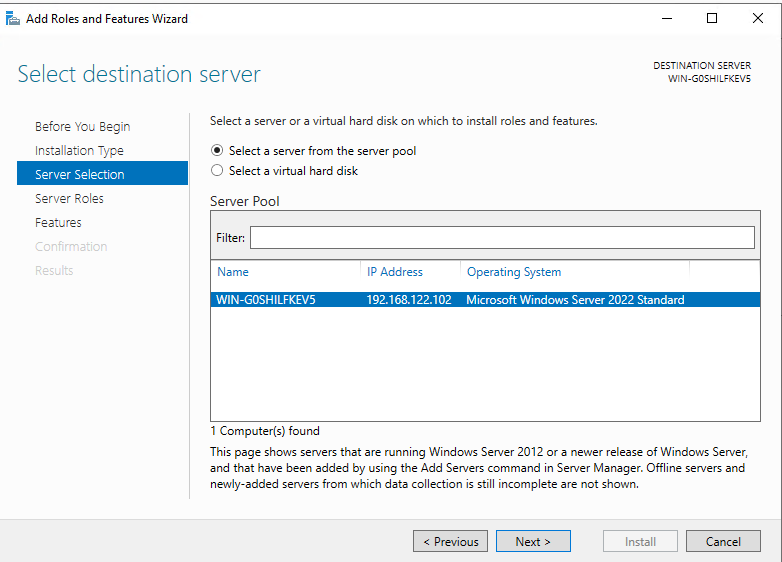 Add Roles and Features Wizard
Select destination server
DESTINATION SERVER
WIN-G0SHILFKEV5
Before You Begin
Installation Type
Server Selection
Server Roles
Features
Confirmation
Results
Select a server or a virtual hard disk on which to install roles and features.
Select a server from the server pool
Select a virtual hard disk
Server Pool
Filter:
Name IP Address Operating System
WIN-G0SHILFKEV5 192.168.122.102 Microsoft Windows Server 2022 Standard
1 Computer(s) found
This page shows servers that are running Windows Server 2012 or a newer release of Windows Server,
and that have been added by using the Add Servers command in Server Manager. Offline servers and
newly-added servers from which data collection is still incomplete are not shown.
< Previous Next > Install Cancel